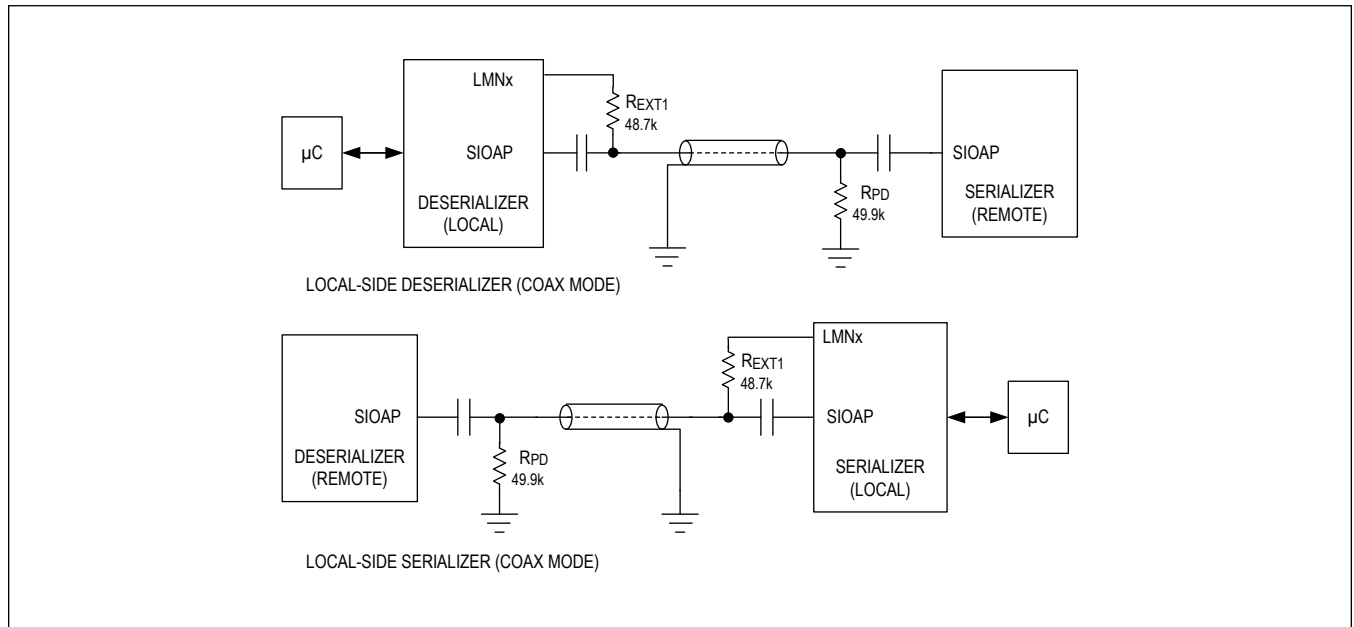 LMNx
REXT1
48.7k
µC
SIOAP
SIOAP
DESERIALIZER
(LOCAL)
RPD
49.9k
SERIALIZER
(REMOTE)
LOCAL-SIDE DESERIALIZER (COAX MODE)
LMNx
REXT1
48.7k
SIOAP
SIOAP
µC
DESERIALIZER
(REMOTE)
RPD
49.9k
SERIALIZER
(LOCAL)
LOCAL-SIDE SERIALIZER (COAX MODE)